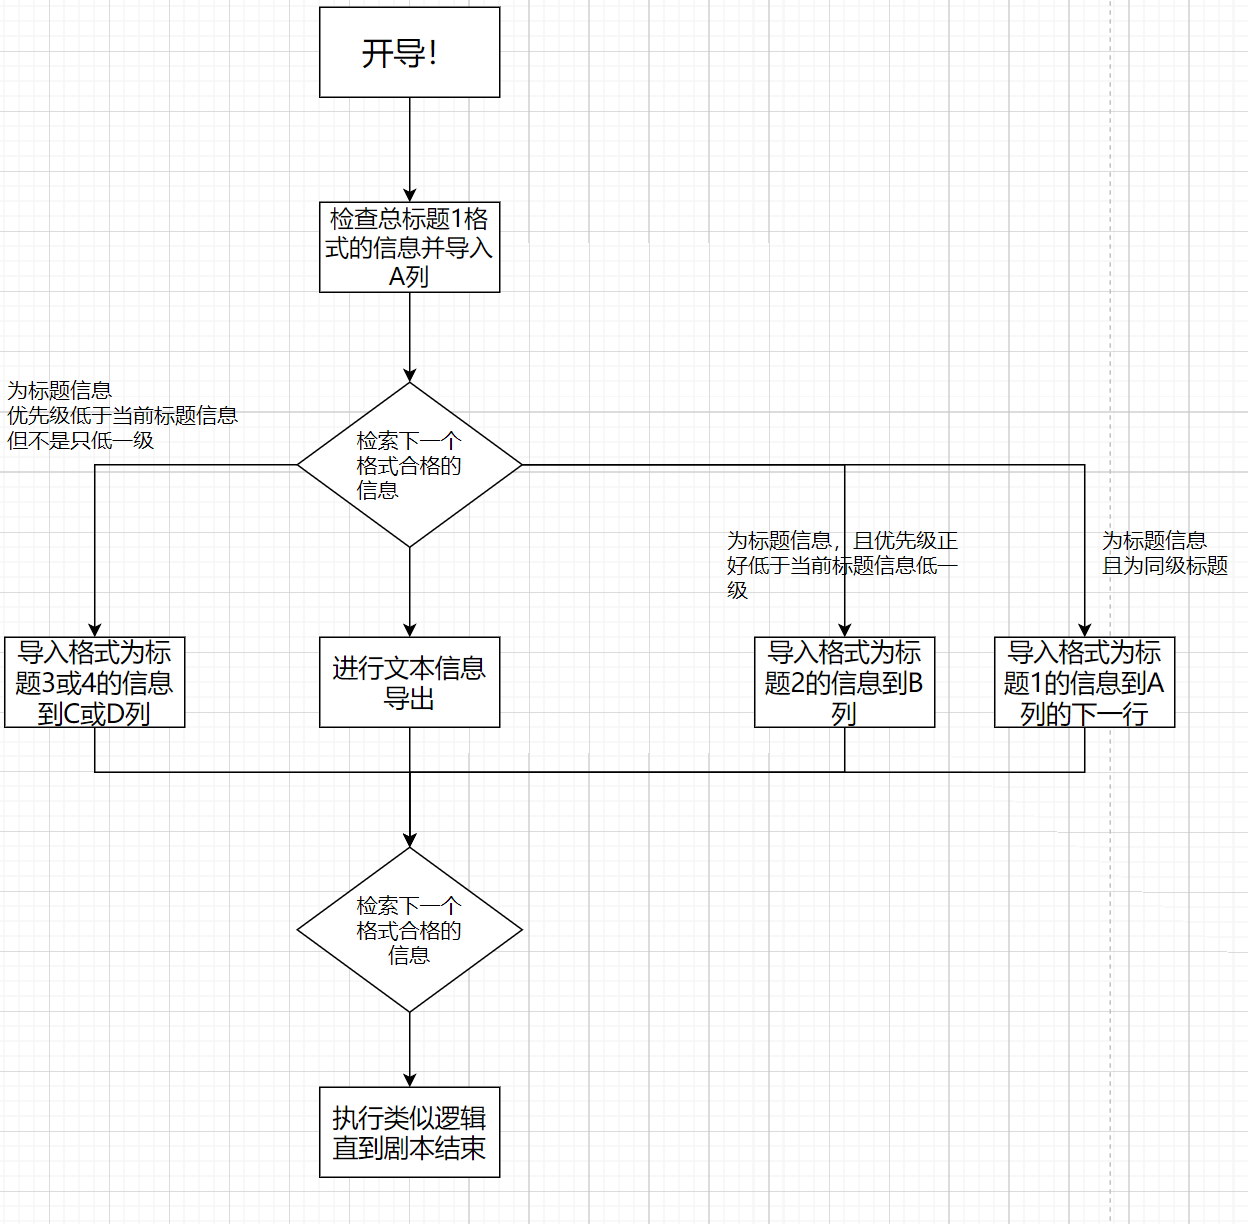 开导！
检查总标题1格
式的信息并导入
A列
为标题信息
优先级低于当前标题信息
但不是只低一级
检索下一个
格式合格的
信息
为标题信息，且优先级正
好低于当前标题信息低一
级
为标题信息
且为同级标题
导入格式为标
题3或4的信息
到C或D列
进行文本信息
导出
导入格式为标
题2的信息到B
列
导入格式为标
题1的信息到A
列的下一行
检索下一个
格式合格的
信息
执行类似逻辑
直到剧本结束